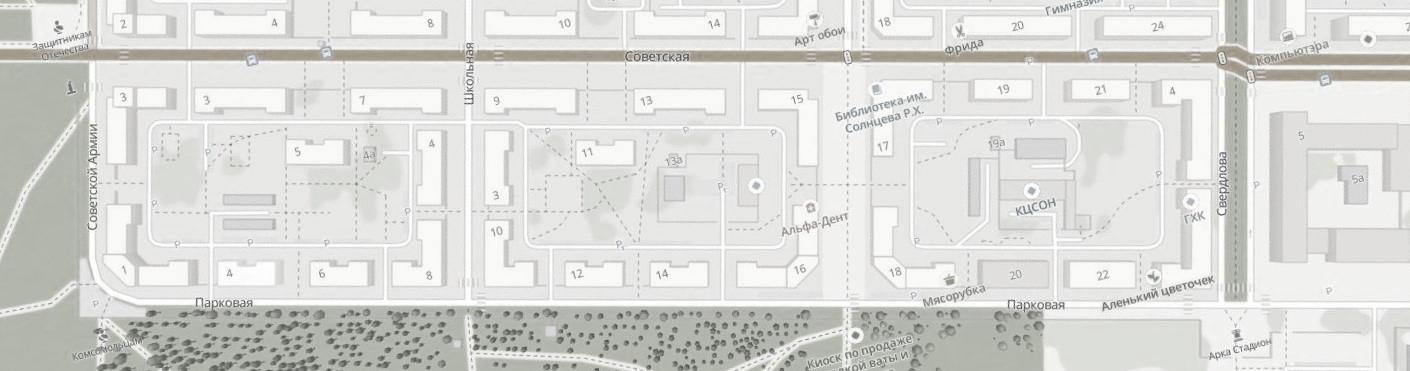 2
4
8
10
14
18
20
24
Гимназия
Р
Защитникам
Отечества
Арт обои
Фрида
Компьютэра
Советская
Школьная
3
3
7
9
13
15
19
21
4
Библиотека им.
Солнцева Р.Х.
Советской Армии
5
4а
4
11
13а
17
19а
5
5а
3
10
КЦСОН
ГХК
Свердлова
Альфа-Дент
1
4
6
8
12
14
16
18
20
22
Мясорубка
Аленький цветочек
Парковая
Парковая
Комсомольцам
Киоск по продаже
Арка Стадион